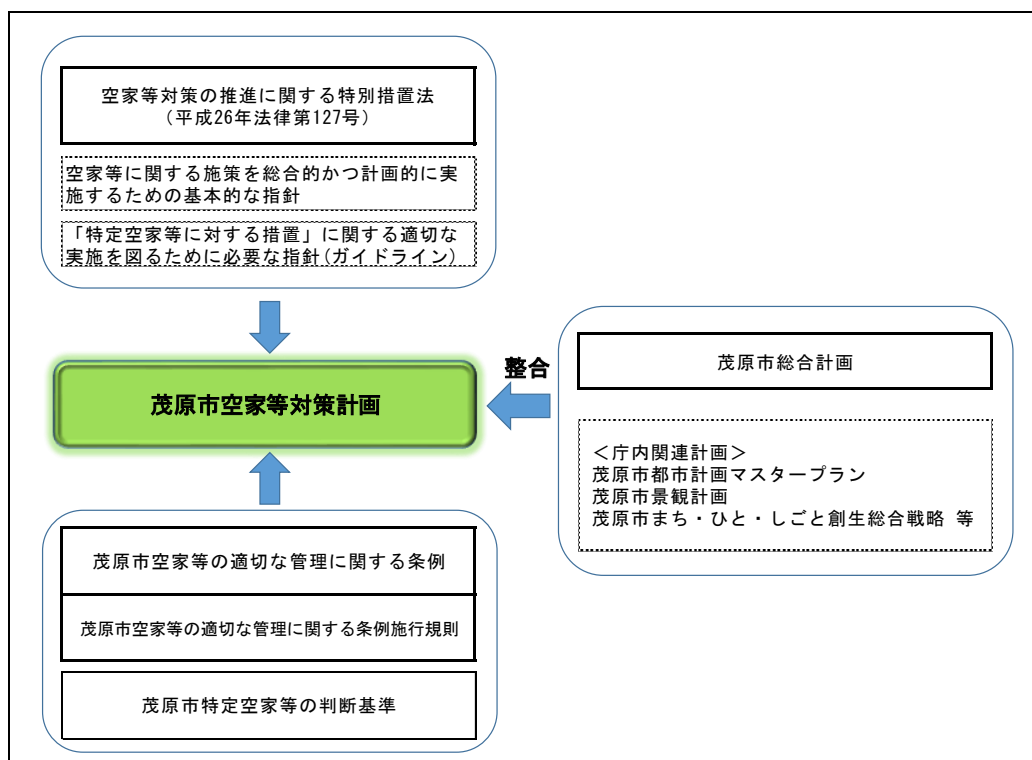 空家等対策の推進に関する特別措置法
（平成26年法律第127号）
空家等に関する施策を総合的かつ計画的に実
施するための基本的な指針
「特定空家等に対する措置」に関する適切な
実施を図るために必要な指針(ガイドライン)
整合
茂原市総合計画
茂原市空家等対策計画
＜庁内関連計画＞
茂原市都市計画マスタープラン
茂原市景観計画
茂原市まち・ひと・しごと創生総合戦略 等
茂原市空家等の適切な管理に関する条例
茂原市空家等の適切な管理に関する条例施行規則
茂原市特定空家等の判断基準